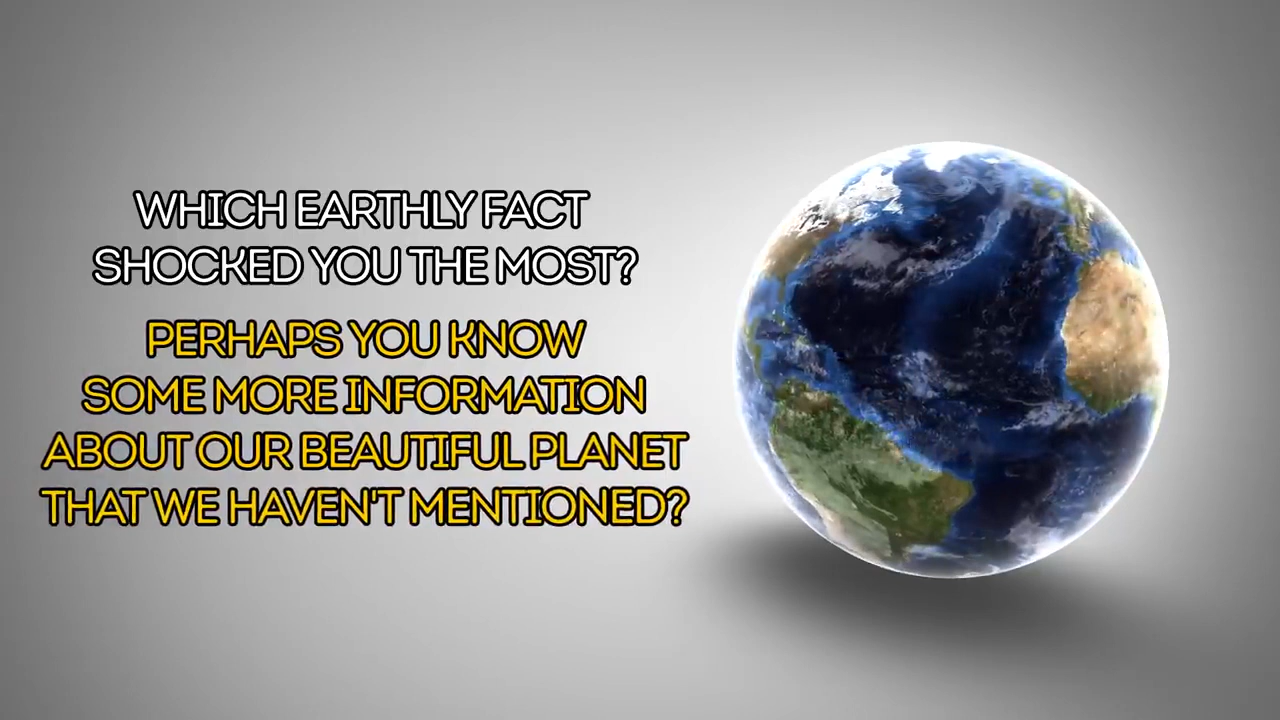 WHICH EARTHLY FACT
SHOCKED YOU THE MOST?
PERHAPS YOU KNOW
SOME MORE INFORMATION
ABOUT OUR BEAUTIFUL PLANET
THAT WE HAVEN'T MENTIONED?